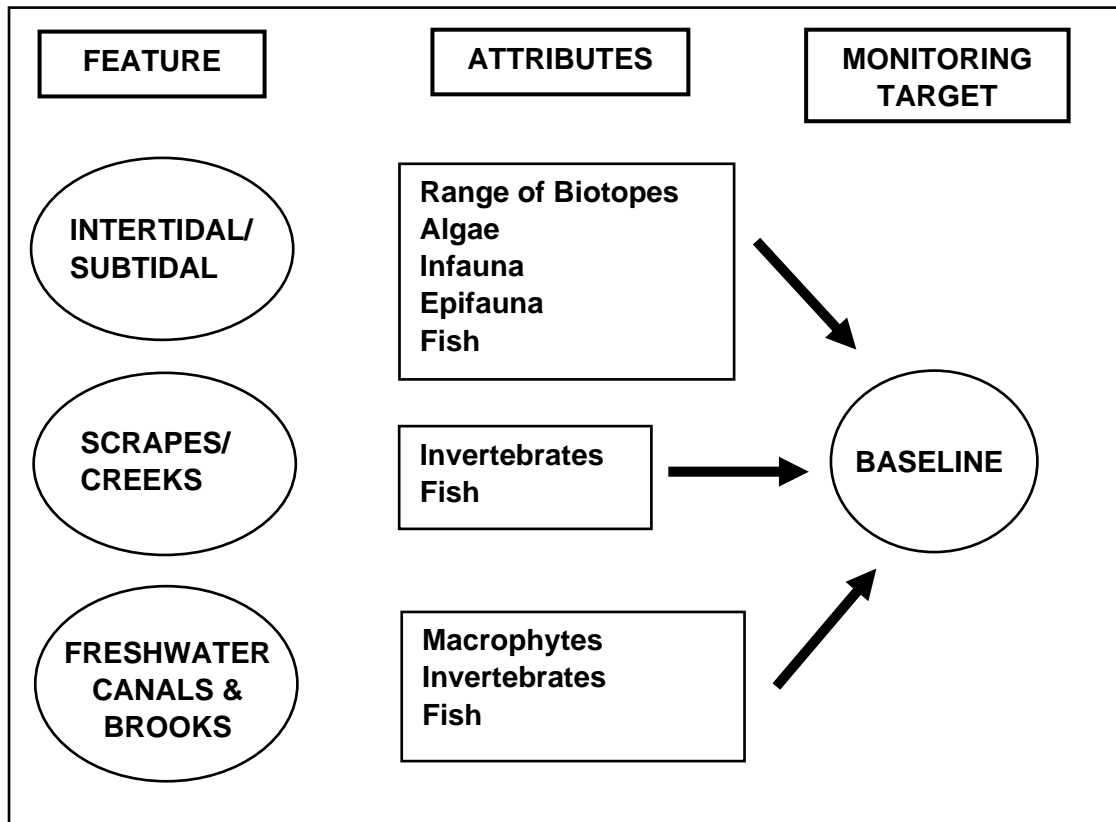 FEATURE
ATTRIBUTES
MONITORING
TARGET
INTERTIDAL/
SUBTIDAL
Range of Biotopes
Algae
Infauna
Epifauna
Fish
SCRAPES/
CREEKS
Invertebrates
Fish
BASELINE
FRESHWATER
CANALS &
BROOKS
Macrophytes
Invertebrates
Fish